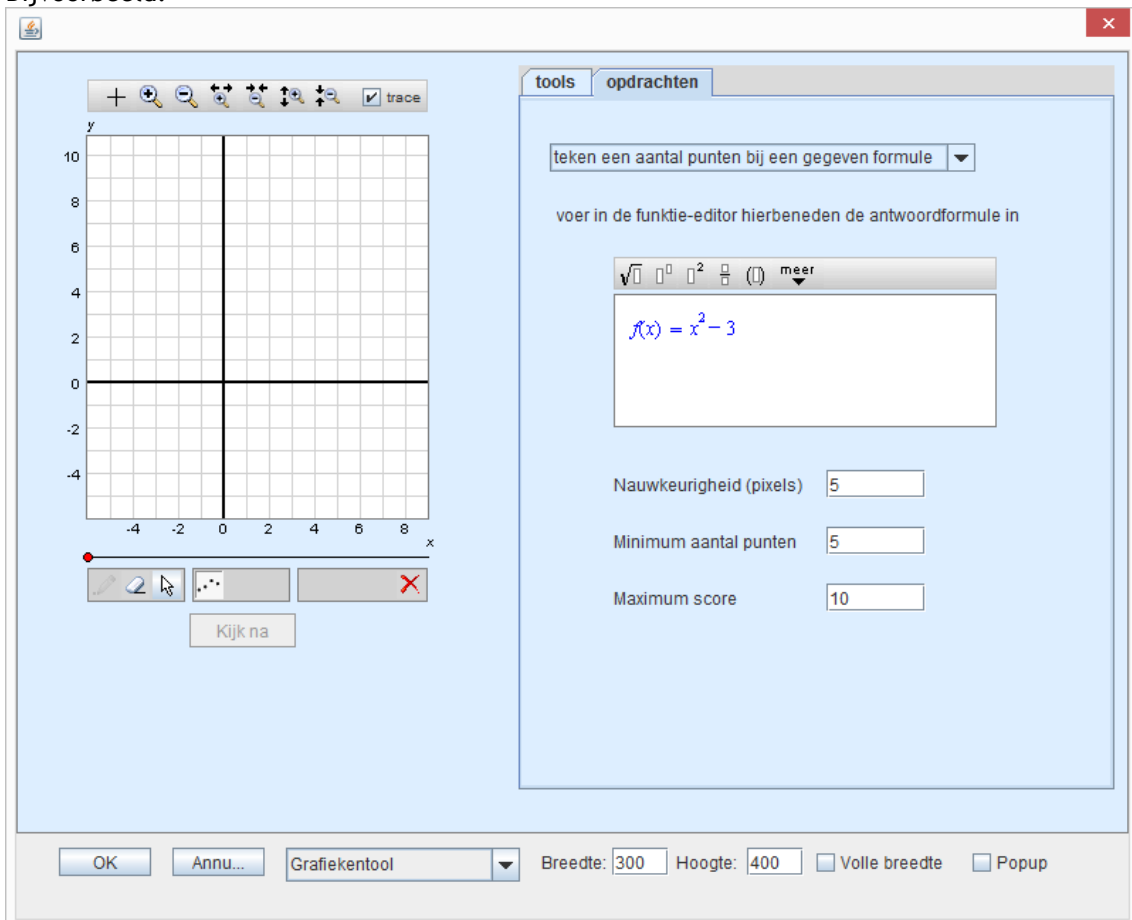 Bijvoorbeeld:
trace
y
10
8
6
4
2
0
-2
-4
-4 -2 0 2 4 6 8
x
Kijk na
tools opdrachten
teken een aantal punten bij een gegeven formule
voer in de funktie-editor hierbeneden de antwoordformule in
√▯ ▯▯ ▯² ▯/▯ (▯) meer
f(x) = x² − 3
Nauwkeurigheid (pixels) 5
Minimum aantal punten 5
Maximum score 10
OK Annu... Grafiekentool Breedte: 300 Hoogte: 400 Volle breedte Popup